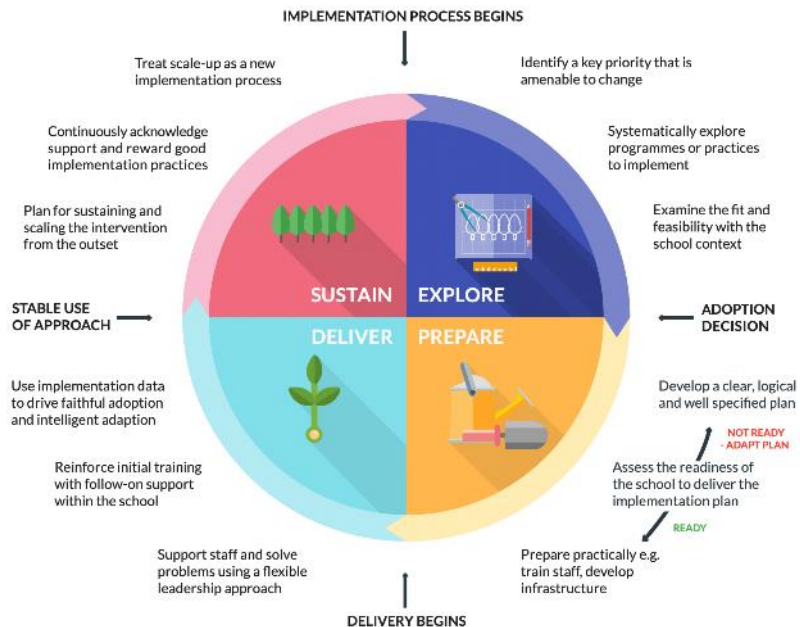 IMPLEMENTATION PROCESS BEGINS
Treat scale-up as a new
implementation process
Identify a key priority that is
amenable to change
Continuously acknowledge
support and reward good
implementation practices
Systematically explore
programmes or practices
to implement
Plan for sustaining and
scaling the intervention
from the outset
Examine the fit and
feasibility with the
school context
SUSTAIN
EXPLORE
STABLE USE
OF APPROACH
ADOPTION
DECISION
DELIVER
PREPARE
Use implementation data
to drive faithful adoption
and intelligent adaption
Develop a clear, logical
and well specified plan
NOT READY
- ADAPT PLAN
Reinforce initial training
with follow-on support
within the school
Assess the readiness of
the school to deliver the
implementation plan
READY
Support staff and solve
problems using a flexible
leadership approach
Prepare practically e.g.
train staff, develop
infrastructure
DELIVERY BEGINS